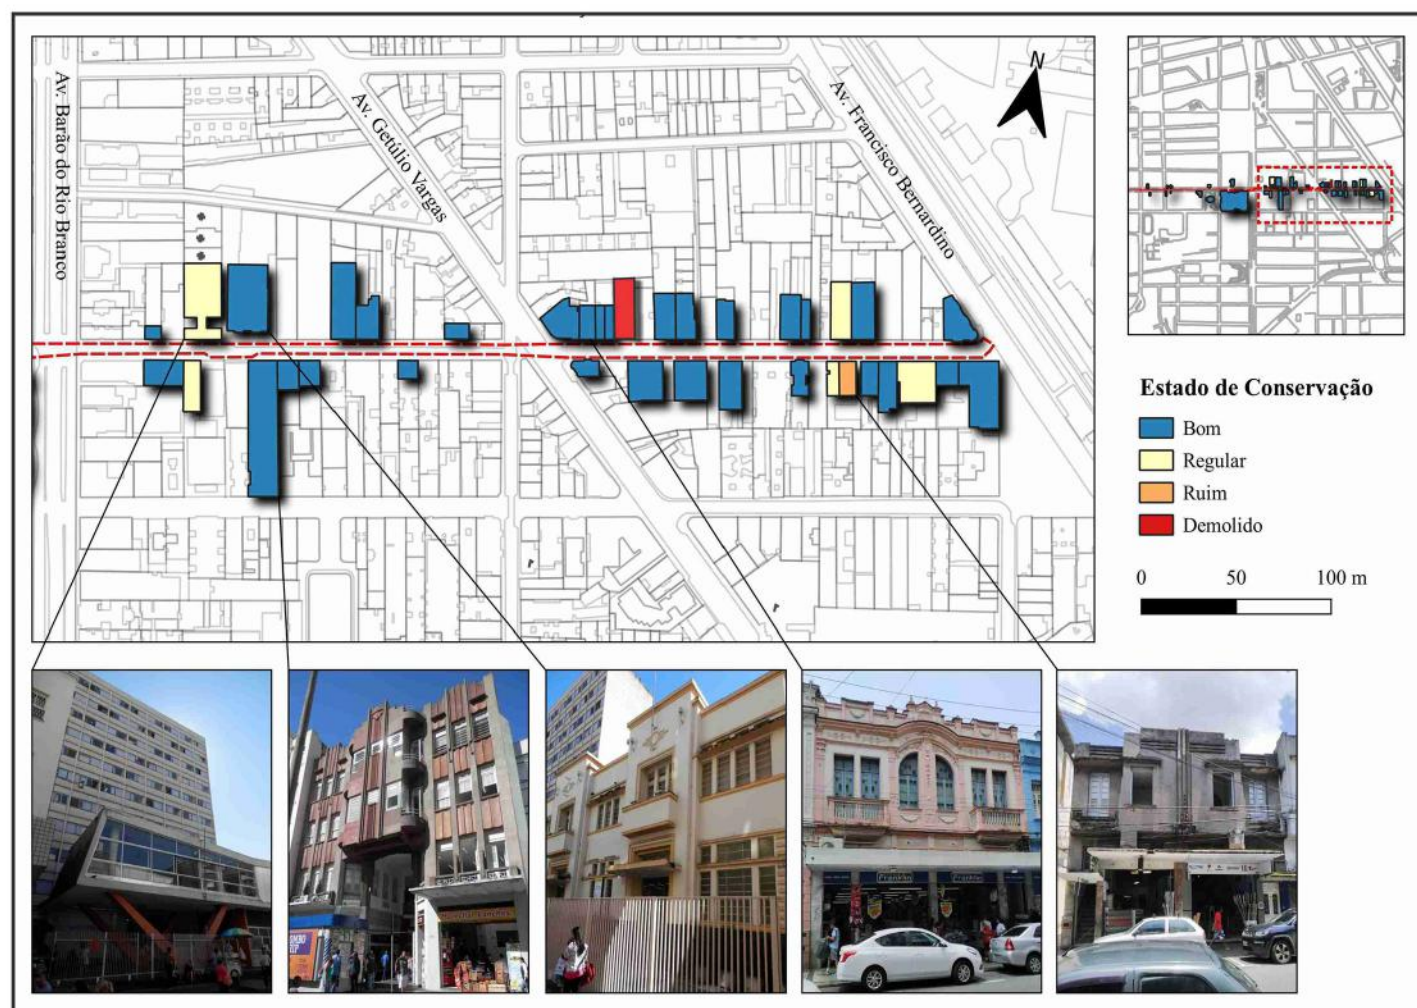 N
Av. Barão do Rio Branco
Av. Getúlio Vargas
Av. Francisco Bernardino
Estado de Conservação
Bom
Regular
Ruim
Demolido
0 50 100 m